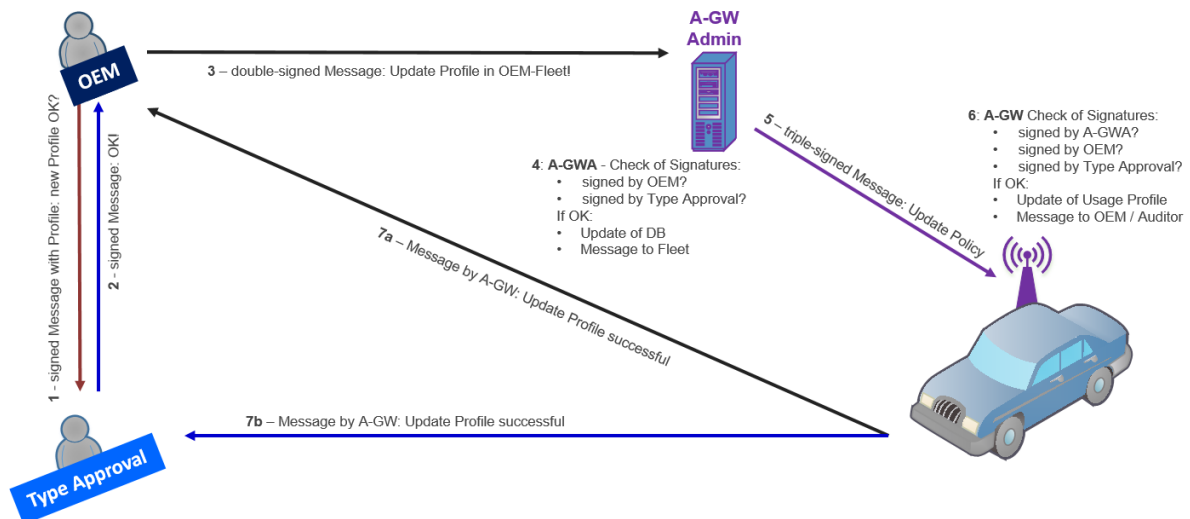 A-GW
Admin
OEM
3 – double-signed Message: Update Profile in OEM-Fleet!
1 - signed Message with Profile: new Profile OK?
2 - signed Message: OK!
4: A-GWA - Check of Signatures:
• signed by OEM?
• signed by Type Approval?
If OK:
• Update of DB
• Message to Fleet
5 – triple-signed Message: Update Policy
6: A-GW Check of Signatures:
• signed by A-GWA?
• signed by OEM?
• signed by Type Approval?
If OK:
• Update of Usage Profile
• Message to OEM / Auditor
7a – Message by A-GW: Update Profile successful
7b – Message by A-GW: Update Profile successful
Type Approval